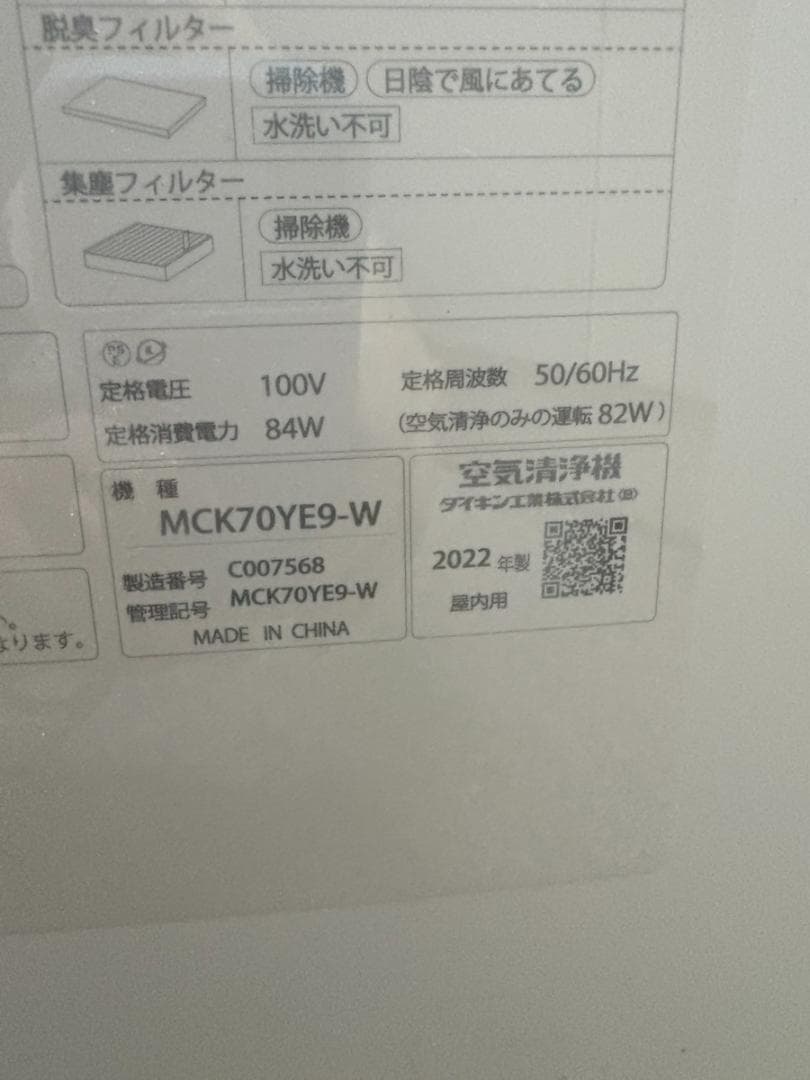 脱臭フィルター
掃除機 日陰で風にあてる
水洗い不可
集塵フィルター
掃除機
水洗い不可
PS
E
定格電圧 100V 定格周波数 50/60Hz
定格消費電力 84W (空気清浄のみの運転 82W)
機 種
MCK70YE9-W
製造番号 C007568
管理記号 MCK70YE9-W
MADE IN CHINA
空気清浄機
ダイキン工業株式会社
2022 年製
屋内用
い。
なります。